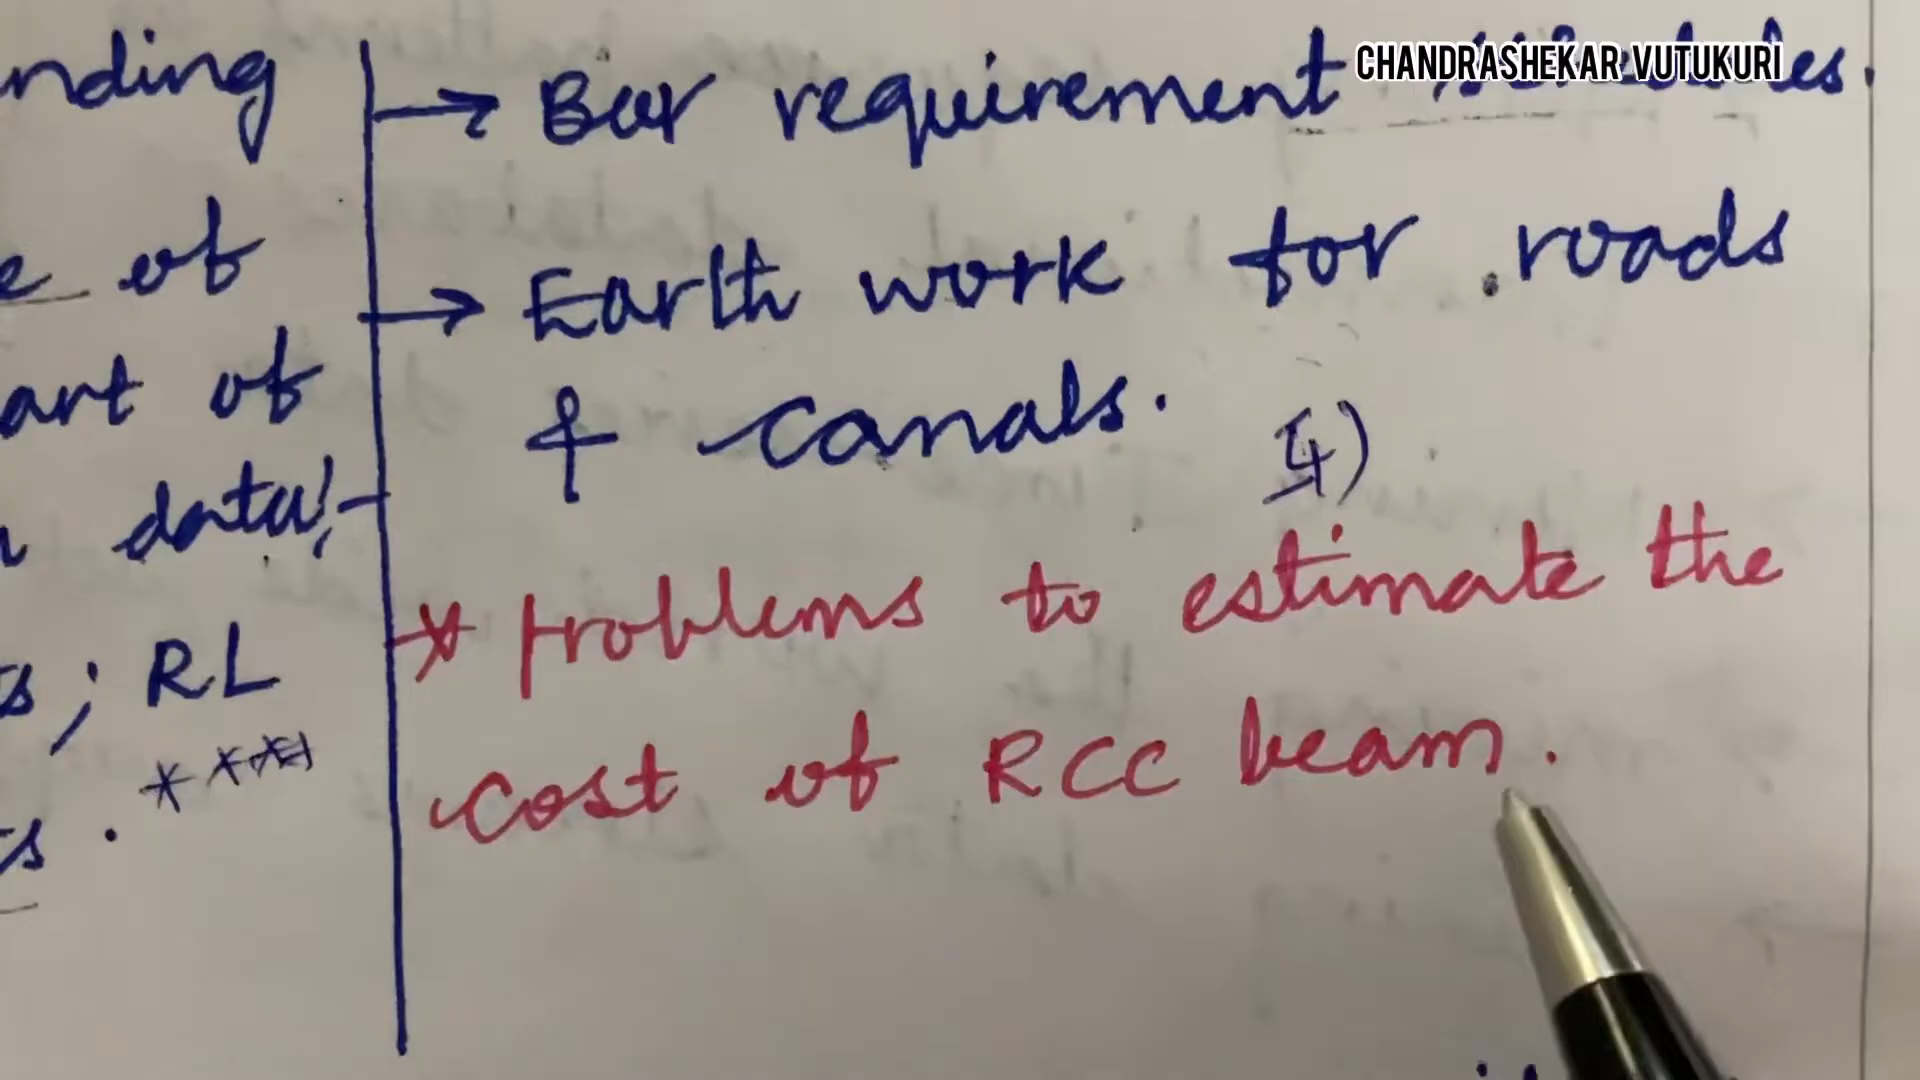 CHANDRASHEKAR VUTUKURI
nding
e of
art of
data;
; RL
****
s.
→ Bar requirement
→ Earth work for roads
& canals.
4)
* problems to estimate the
cost of RCC beam.